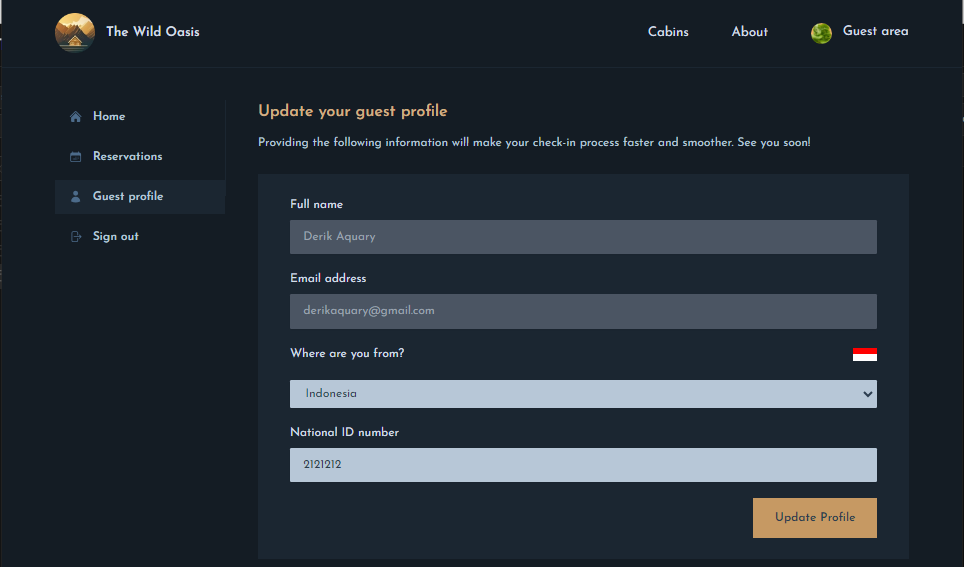 The Wild Oasis
Cabins
About
Guest area
Home
Reservations
Guest profile
Sign out
Update your guest profile
Providing the following information will make your check-in process faster and smoother. See you soon!
Full name
Derik Aquary
Email address
derikaquary@gmail.com
Where are you from?
Indonesia
National ID number
2121212
Update Profile